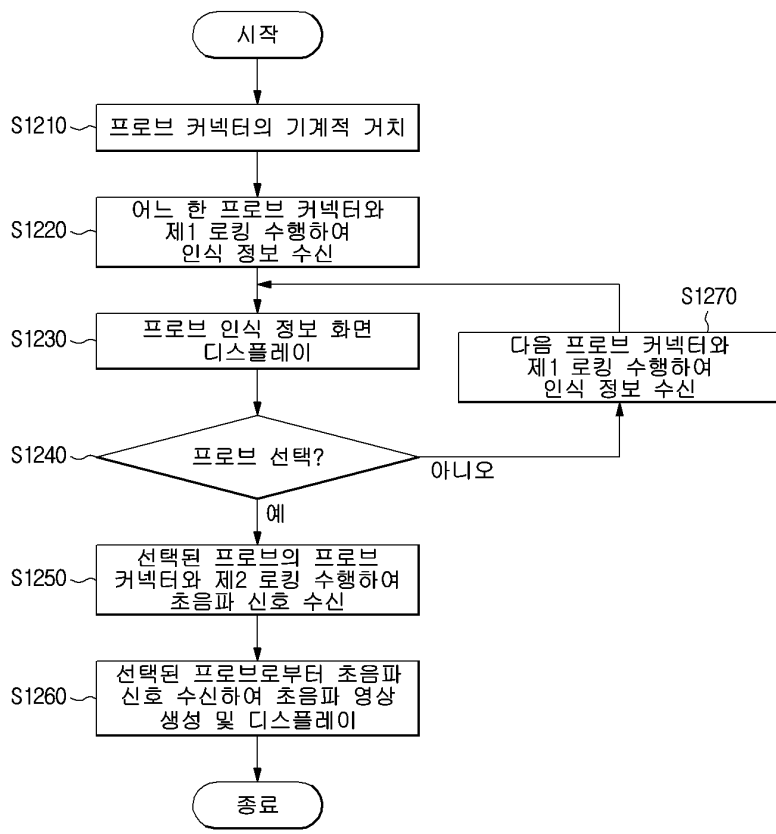 시작
S1210
프로브 커넥터의 기계적 거치
S1220
어느 한 프로브 커넥터와
제1 로킹 수행하여
인식 정보 수신
S1230
프로브 인식 정보 화면
디스플레이
S1270
다음 프로브 커넥터와
제1 로킹 수행하여
인식 정보 수신
S1240
프로브 선택?
아니오
예
S1250
선택된 프로브의 프로브
커넥터와 제2 로킹 수행하여
초음파 신호 수신
S1260
선택된 프로브로부터 초음파
신호 수신하여 초음파 영상
생성 및 디스플레이
종료